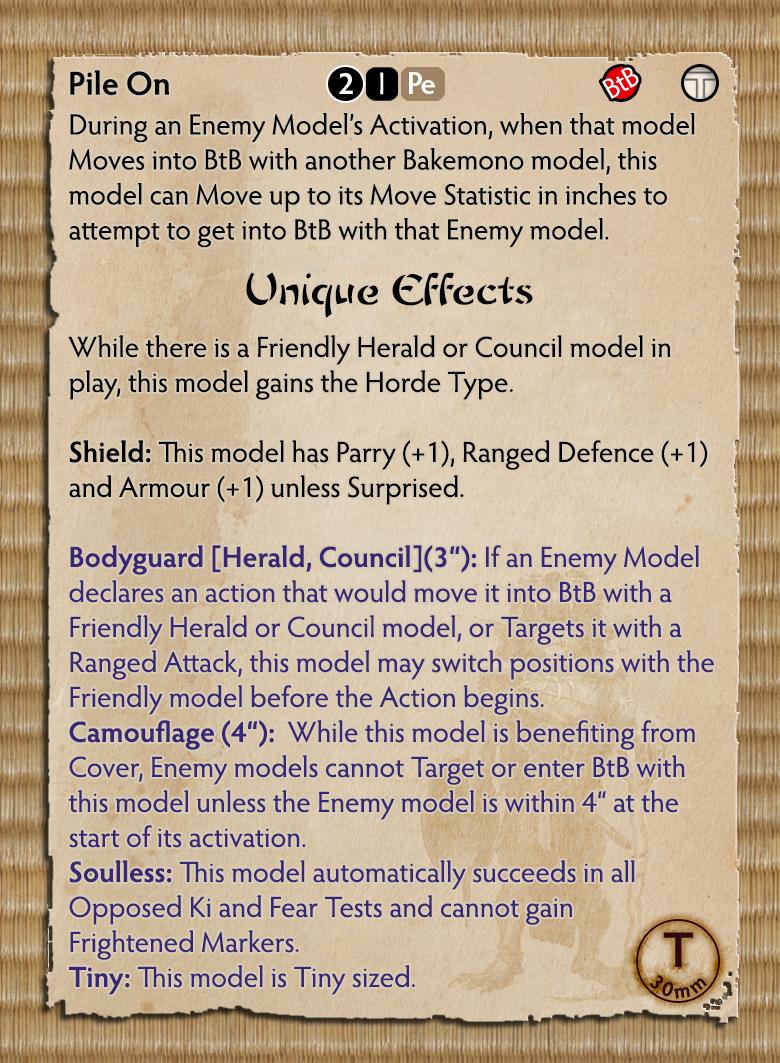 Pile On 2 1 Pe BtB T
During an Enemy Model's Activation, when that model
Moves into BtB with another Bakemono model, this
model can Move up to its Move Statistic in inches to
attempt to get into BtB with that Enemy model.
Unique Effects
While there is a Friendly Herald or Council model in
play, this model gains the Horde Type.
Shield: This model has Parry (+1), Ranged Defence (+1)
and Armour (+1) unless Surprised.
Bodyguard [Herald, Council](3"): If an Enemy Model
declares an action that would move it into BtB with a
Friendly Herald or Council model, or Targets it with a
Ranged Attack, this model may switch positions with the
Friendly model before the Action begins.
Camouflage (4"): While this model is benefiting from
Cover, Enemy models cannot Target or enter BtB with
this model unless the Enemy model is within 4" at the
start of its activation.
Soulless: This model automatically succeeds in all
Opposed Ki and Fear Tests and cannot gain
Frightened Markers.
Tiny: This model is Tiny sized.
T
30mm